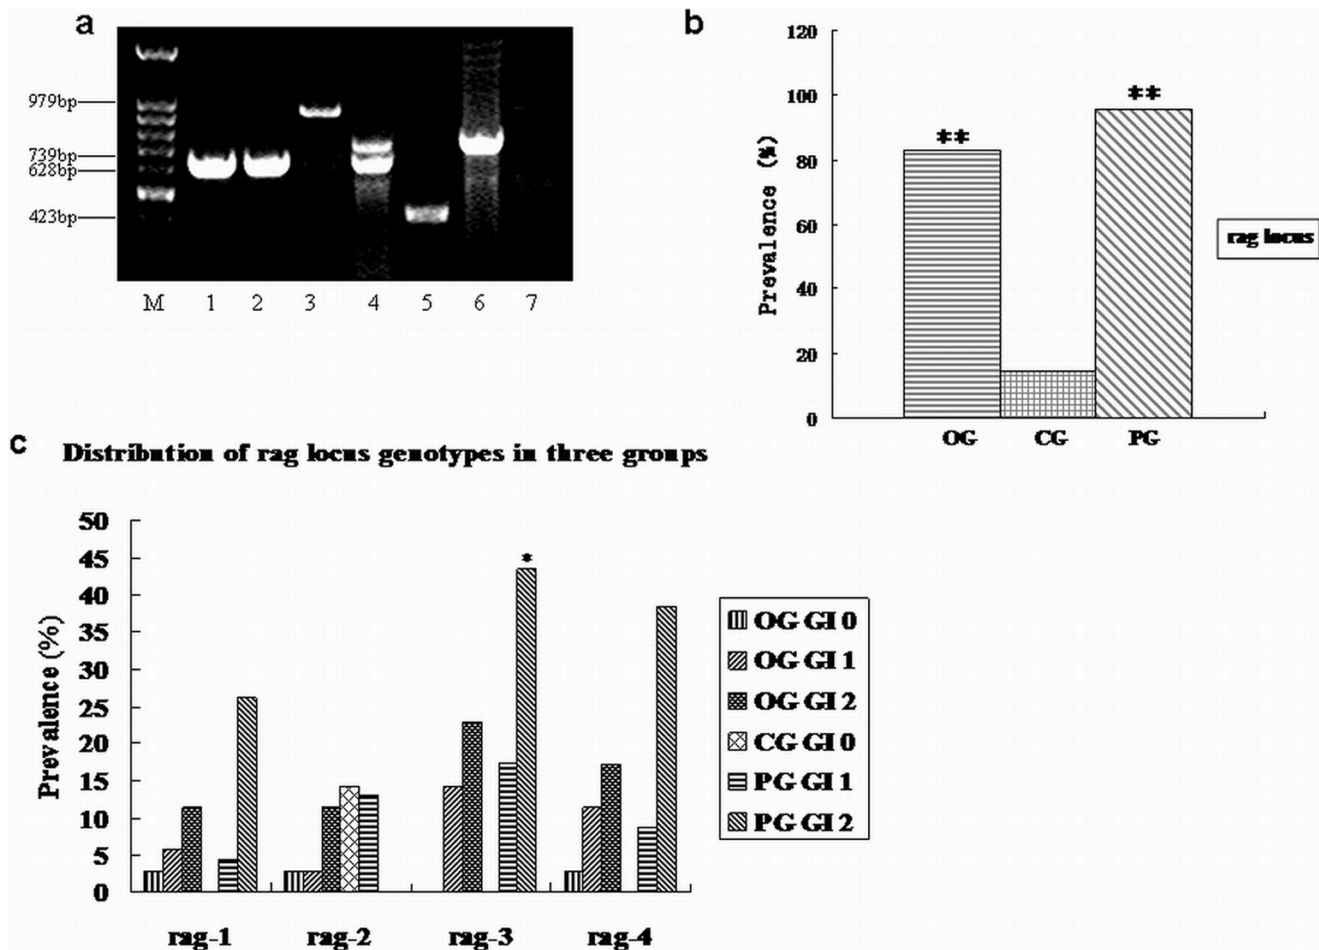 a
979bp
739bp
628bp
423bp
M 1 2 3 4 5 6 7
b
120
100
80
60
40
20
0
Prevalence (%)
**
**
OG CG PG
rag locus
c
Distribution of rag locus genotypes in three groups
50
45
40
35
30
25
20
15
10
5
0
Prevalence (%)
*
rag-1 rag-2 rag-3 rag-4
OG GI 0
OG GI 1
OG GI 2
CG GI 0
PG GI 1
PG GI 2